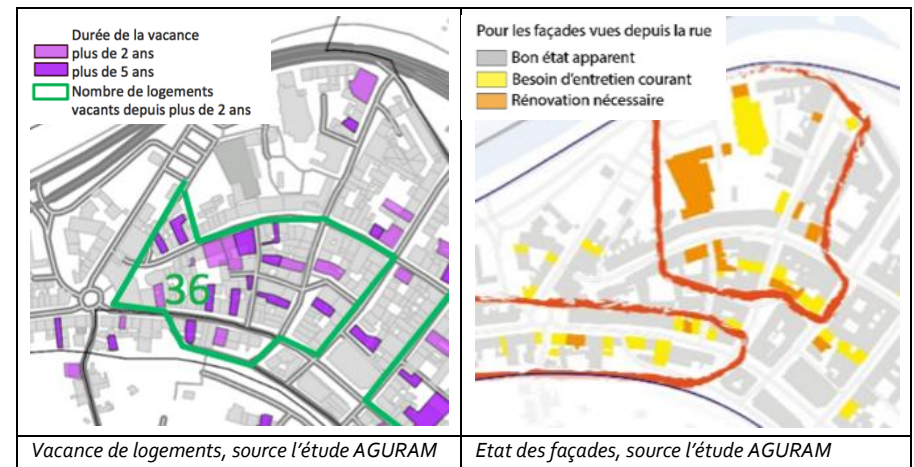 Durée de la vacance
plus de 2 ans
plus de 5 ans
Nombre de logements
vacants depuis plus de 2 ans
36
Vacance de logements, source l'étude AGURAM
Pour les façades vues depuis la rue
Bon état apparent
Besoin d'entretien courant
Rénovation nécessaire
Etat des façades, source l'étude AGURAM